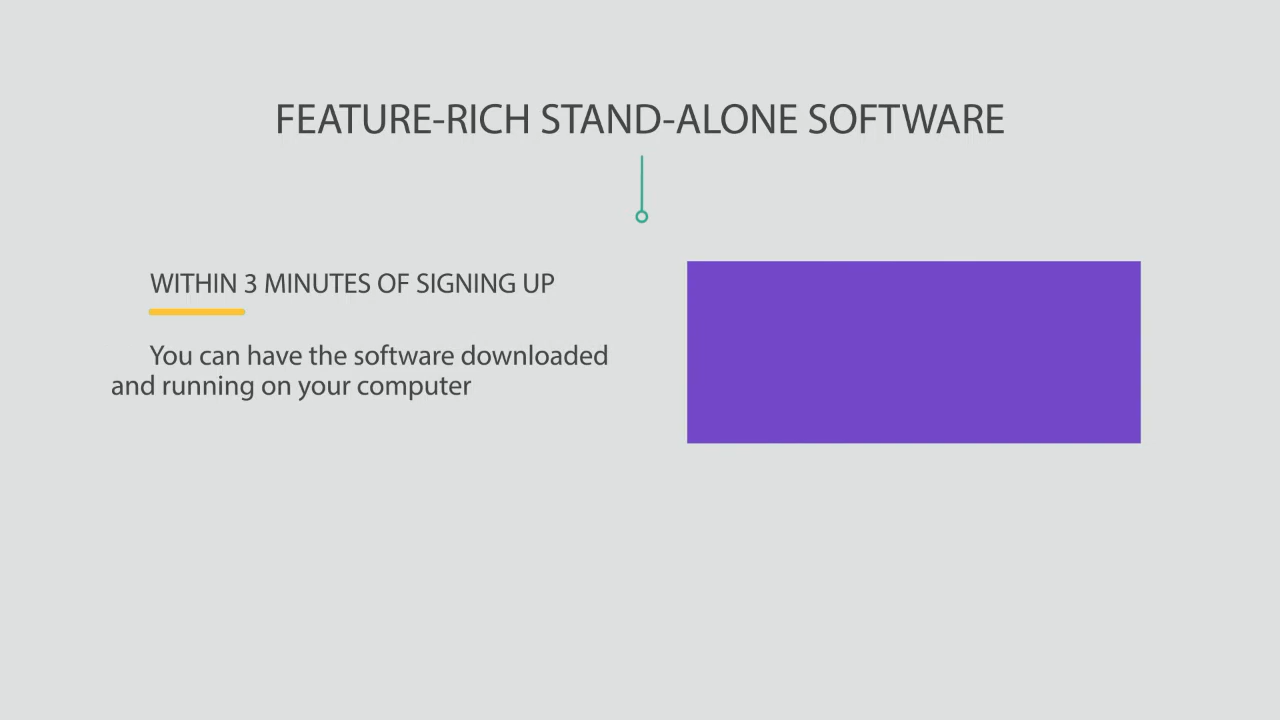 FEATURE-RICH STAND-ALONE SOFTWARE
WITHIN 3 MINUTES OF SIGNING UP
You can have the software downloaded
and running on your computer